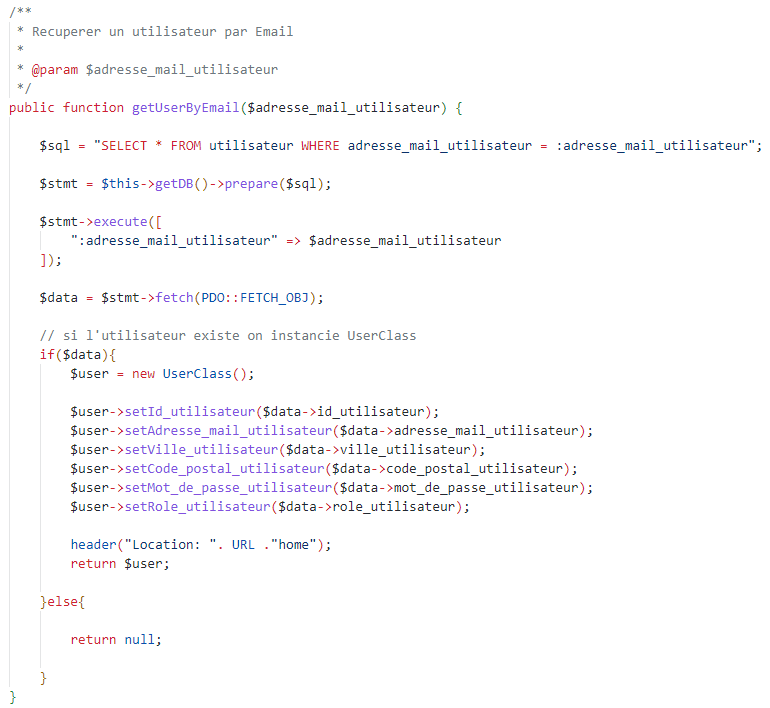 /**
 * Recuperer un utilisateur par Email
 *
 * @param $adresse_mail_utilisateur
 */
public function getUserByEmail($adresse_mail_utilisateur) {
    $sql = "SELECT * FROM utilisateur WHERE adresse_mail_utilisateur = :adresse_mail_utilisateur";
    $stmt = $this->getDB()->prepare($sql);
    $stmt->execute([
        ":adresse_mail_utilisateur" => $adresse_mail_utilisateur
    ]);
    $data = $stmt->fetch(PDO::FETCH_OBJ);
    // si l'utilisateur existe on instancie UserClass
    if($data){
        $user = new UserClass();
        $user->setId_utilisateur($data->id_utilisateur);
        $user->setAdresse_mail_utilisateur($data->adresse_mail_utilisateur);
        $user->setVille_utilisateur($data->ville_utilisateur);
        $user->setCode_postal_utilisateur($data->code_postal_utilisateur);
        $user->setMot_de_passe_utilisateur($data->mot_de_passe_utilisateur);
        $user->setRole_utilisateur($data->role_utilisateur);
        header("Location: ". URL ."home");
        return $user;
    }else{
        return null;
    }
}